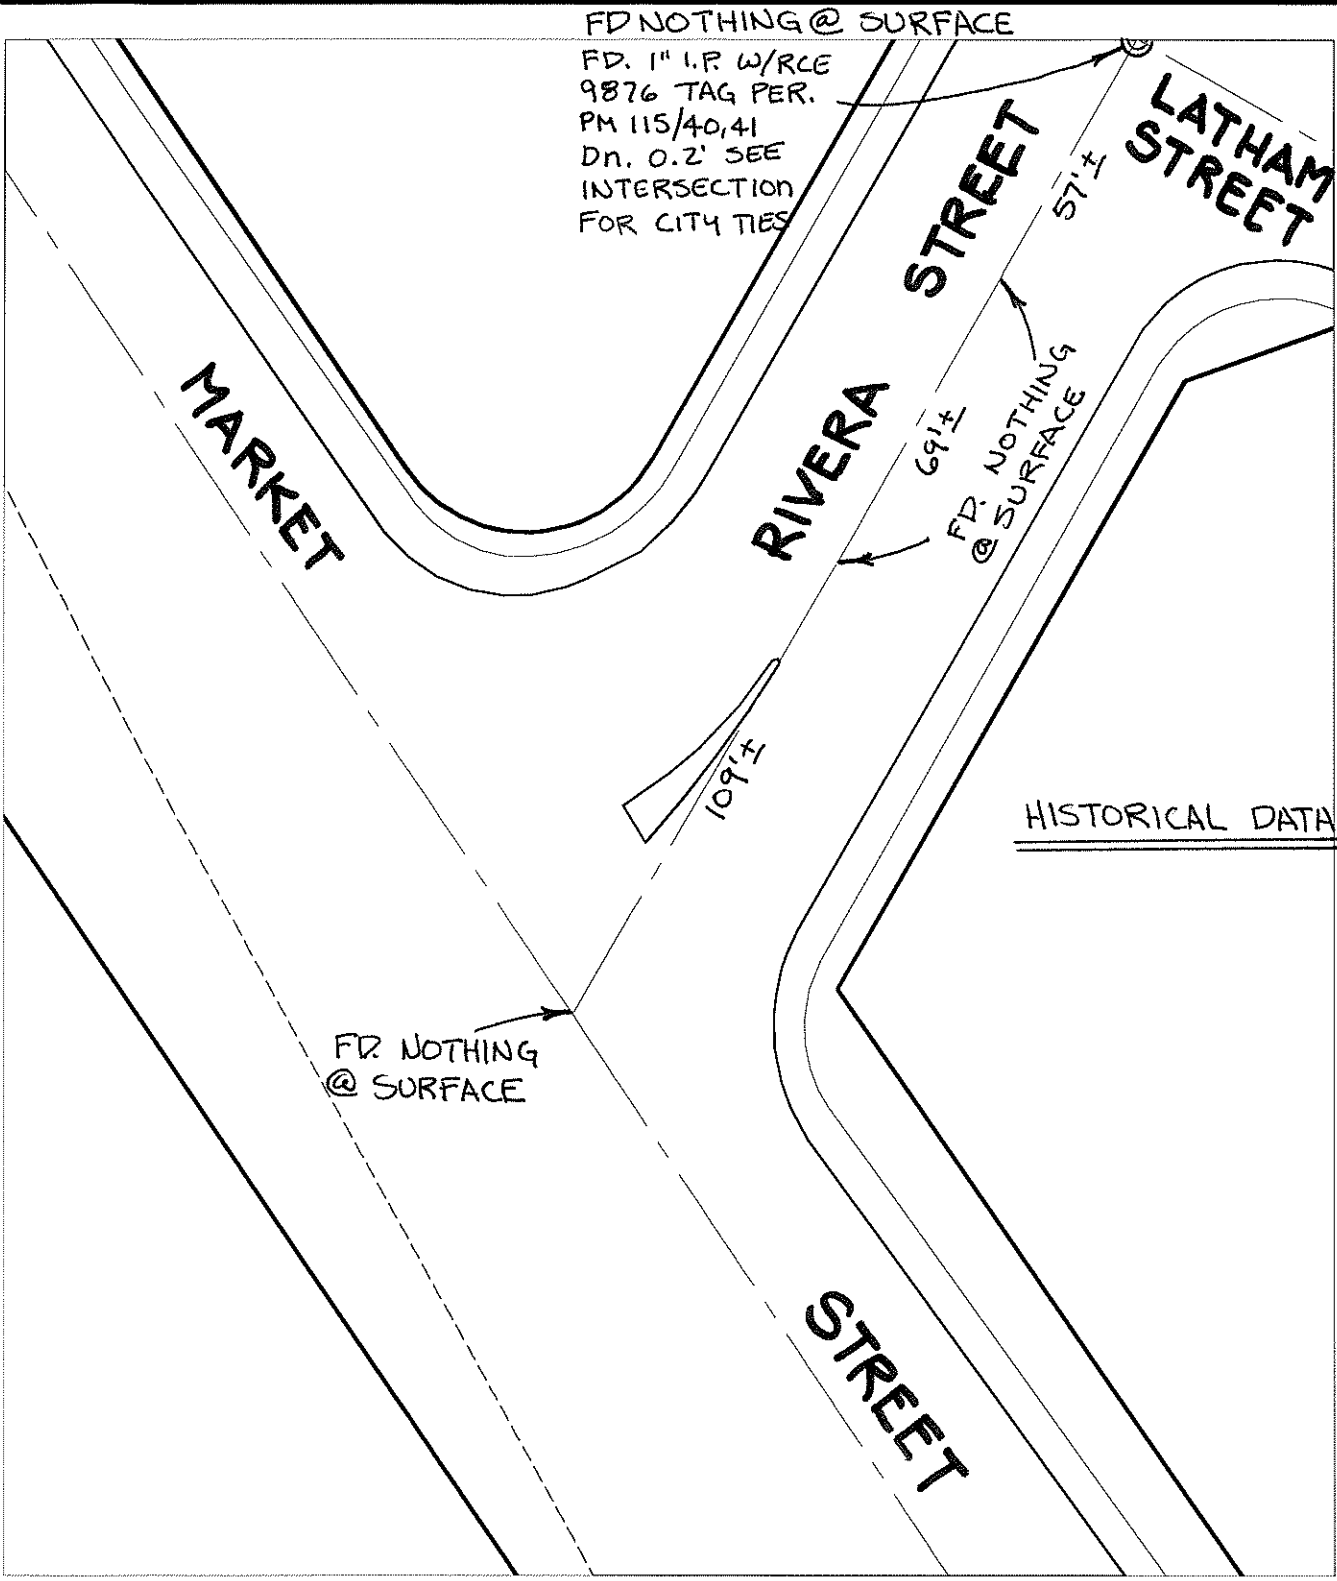 FD NOTHING @ SURFACE
FD. 1" I.P. W/RCE
9876 TAG PER.
PM 115/40,41
Dn. 0.2' SEE
INTERSECTION
FOR CITY TIES
LATHAM
STREET
57'±
RIVERA STREET
69'±
FD. NOTHING
@ SURFACE
MARKET STREET
109'±
HISTORICAL DATA
FD. NOTHING
@ SURFACE